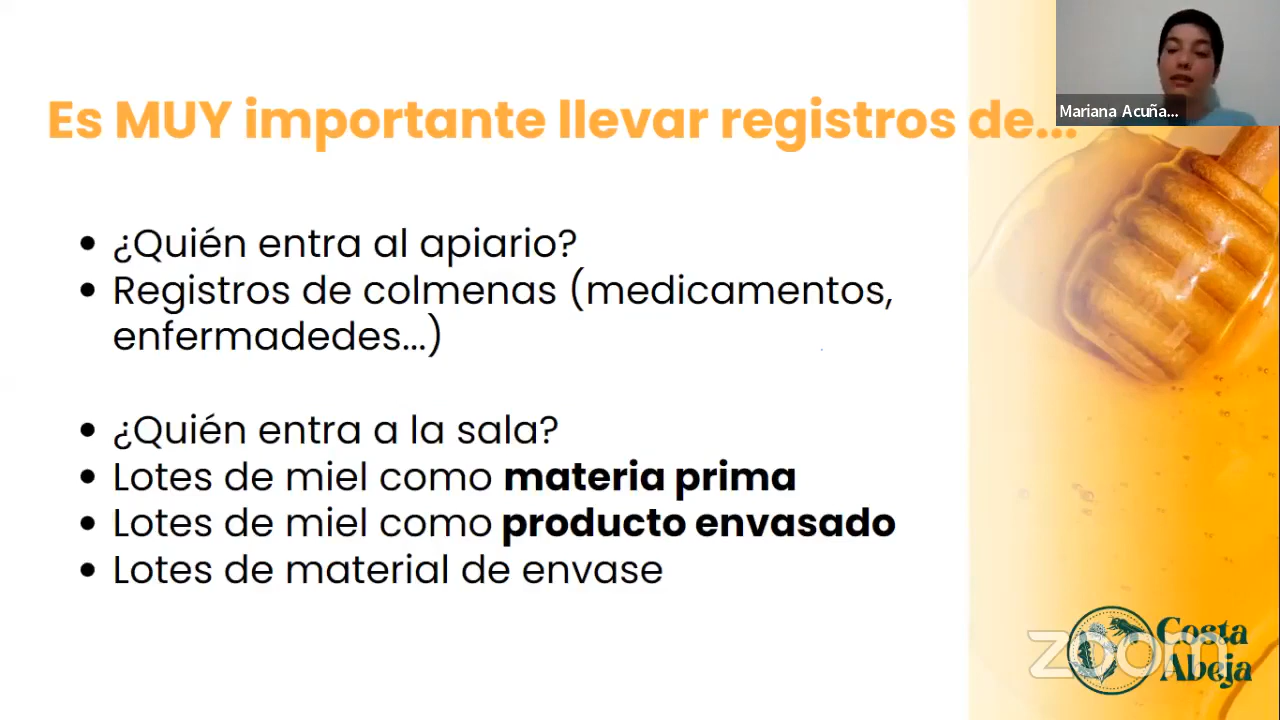 Mariana Acuña...
Es MUY importante llevar registros de...
• ¿Quién entra al apiario?
• Registros de colmenas (medicamentos,
enfermadedes...)
• ¿Quién entra a la sala?
• Lotes de miel como materia prima
• Lotes de miel como producto envasado
• Lotes de material de envase
zoom
Costa
Abeja